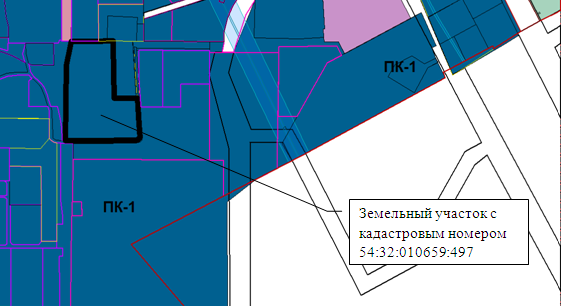 ПК-1
ПК-1
Земельный участок с
кадастровым номером
54:32:010659:497